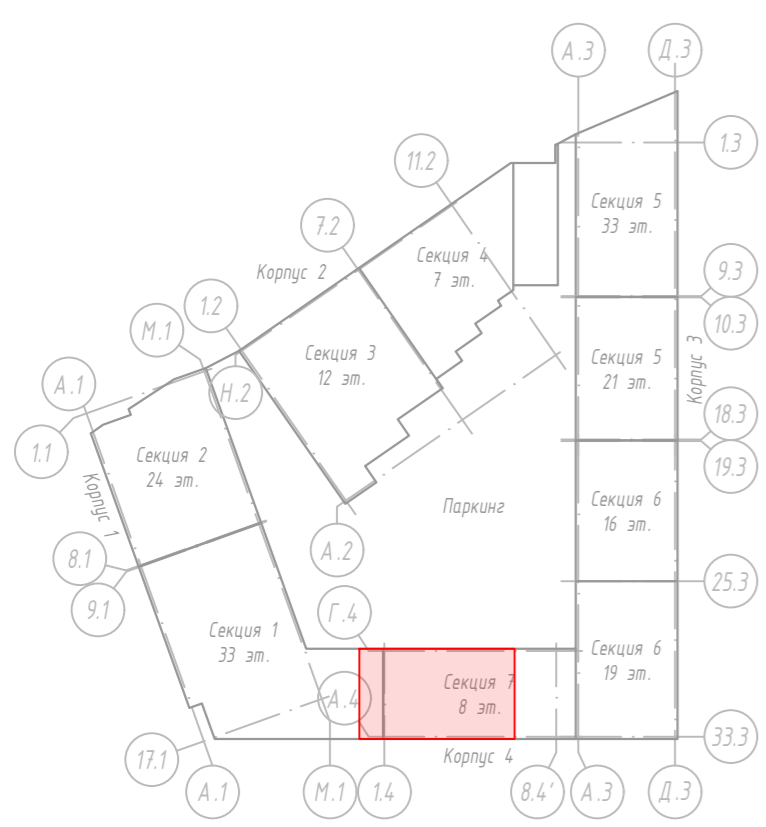 А.3
Д.3
1.3
11.2
Секция 5
33 эт.
7.2
Секция 4
7 эт.
Корпус 2
9.3
1.2
10.3
М.1
Секция 3
12 эт.
Секция 5
21 эт.
Корпус 3
А.1
Н.2
18.3
1.1
Секция 2
24 эт.
19.3
Корпус 1
Паркинг
Секция 6
16 эт.
А.2
8.1
25.3
9.1
Г.4
Секция 1
33 эт.
Секция 6
19 эт.
А.4
Секция 7
8 эт.
33.3
17.1
Корпус 4
А.1
М.1
1.4
8.4'
А.3
Д.3